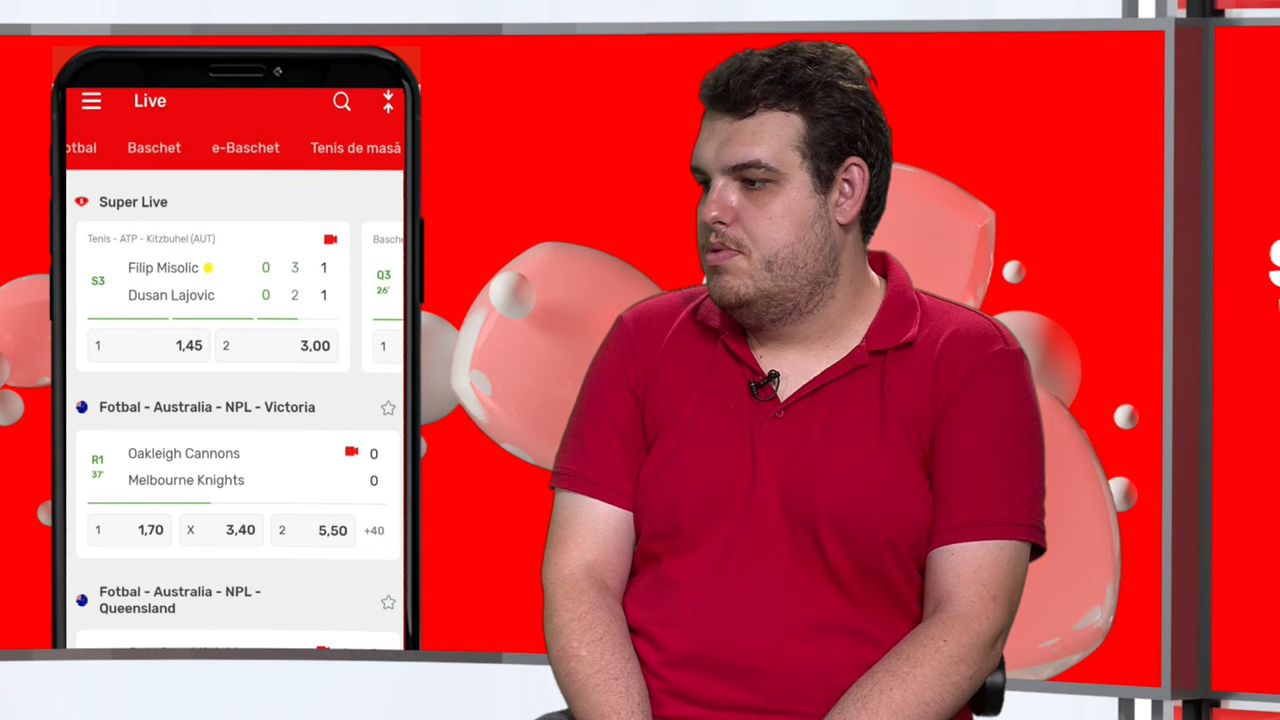 Live
otbal Baschet e-Baschet Tenis de masă
Super Live
Tenis - ATP - Kitzbuhel (AUT)
S3 Filip Misolic 0 3 1
Dusan Lajovic 0 2 1
1 1,45 2 3,00
Basche
Q3
26'
1
Fotbal - Australia - NPL - Victoria
R1 Oakleigh Cannons 0
37' Melbourne Knights 0
1 1,70 X 3,40 2 5,50 +40
Fotbal - Australia - NPL -
Queensland